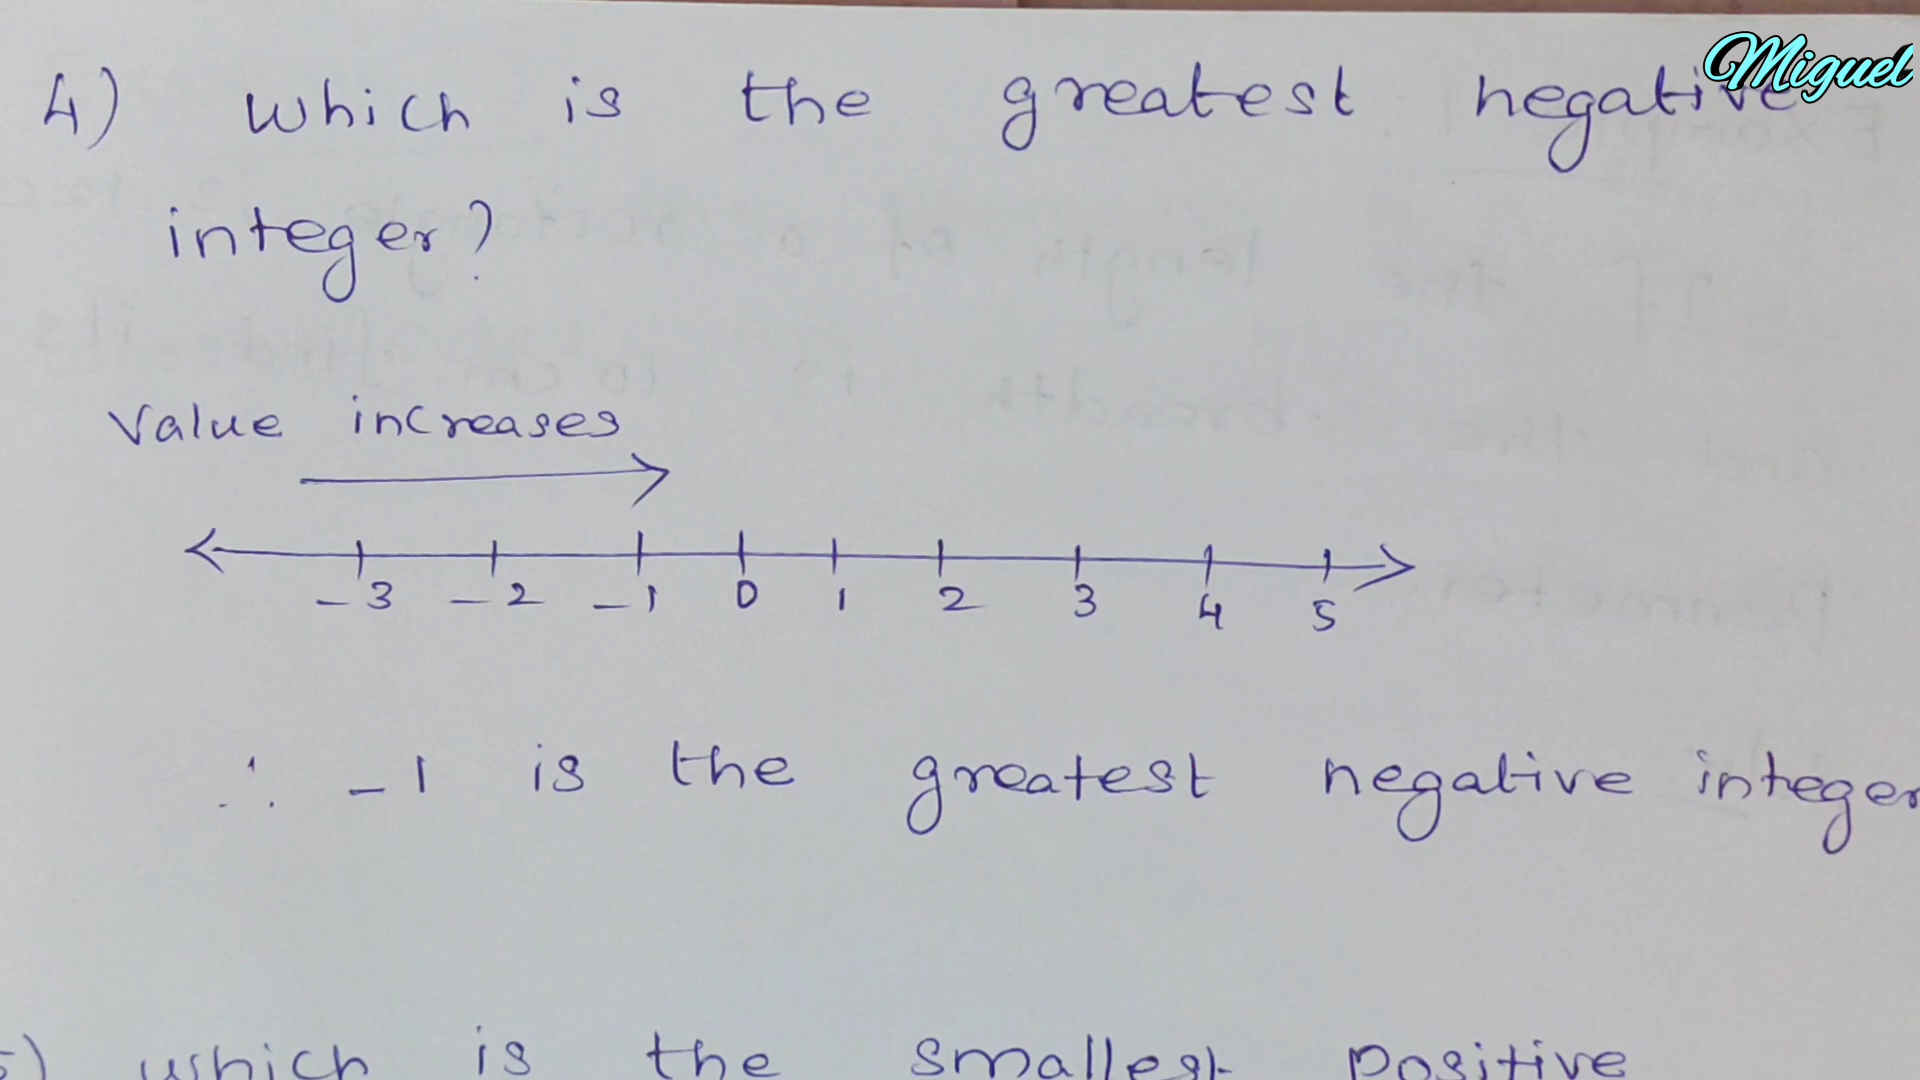 Miguel
4) which is the greatest negative
integer?
Value increases
-3 -2 -1 0 1 2 3 4 5
∴ -1 is the greatest negative integer
which is the smallest positive